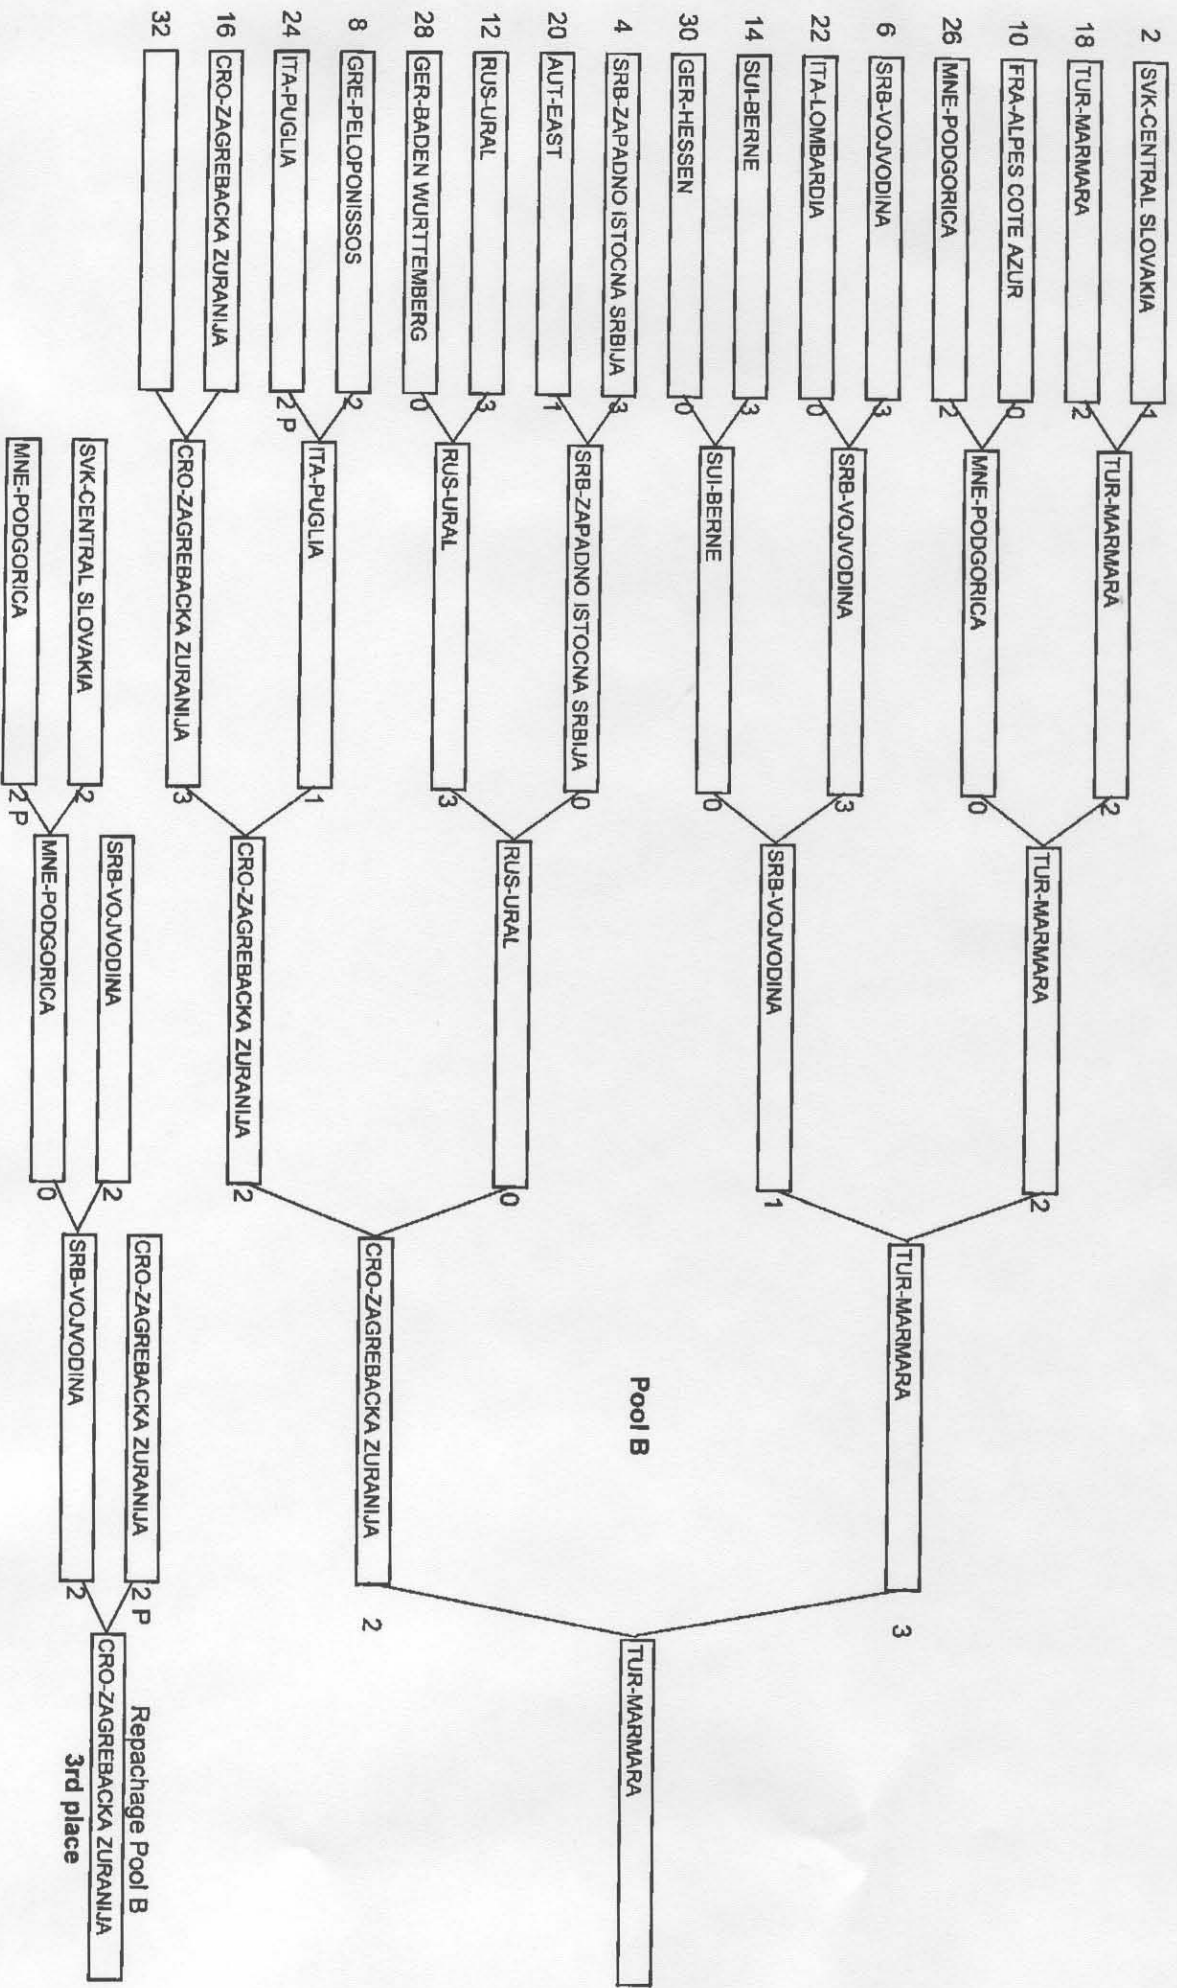 2 SVK-CENTRAL SLOVAKIA 1
18 TUR-MARMARA 2
10 FRA-ALPES COTE AZUR 0
26 MNE-PODGORICA 2
6 SRB-VOJVODINA 3
22 ITA-LOMBARDIA 0
14 SUI-BERNE 3
30 GER-HESSEN 0
4 SRB-ZAPADNO ISTOCNA SRBIJA 3
20 AUT-EAST 1
12 RUS-URAL 3
28 GER-BADEN WURTTEMBERG 0
8 GRE-PELOPONISSOS 2
24 ITA-PUGLIA 2 P
16 CRO-ZAGREBACKA ZURANIJA
32
TUR-MARMARA 2
MNE-PODGORICA 0
SRB-VOJVODINA 3
SUI-BERNE 0
SRB-ZAPADNO ISTOCNA SRBIJA 0
RUS-URAL 3
ITA-PUGLIA 1
CRO-ZAGREBACKA ZURANIJA 3
TUR-MARMARA 2
SRB-VOJVODINA 1
RUS-URAL 0
CRO-ZAGREBACKA ZURANIJA 2
TUR-MARMARA 3
Pool B
CRO-ZAGREBACKA ZURANIJA 2
TUR-MARMARA
SVK-CENTRAL SLOVAKIA 2
MNE-PODGORICA 2 P
SRB-VOJVODINA 2
MNE-PODGORICA 0
CRO-ZAGREBACKA ZURANIJA 2 P
SRB-VOJVODINA 2
Repachage Pool B
CRO-ZAGREBACKA ZURANIJA
3rd place